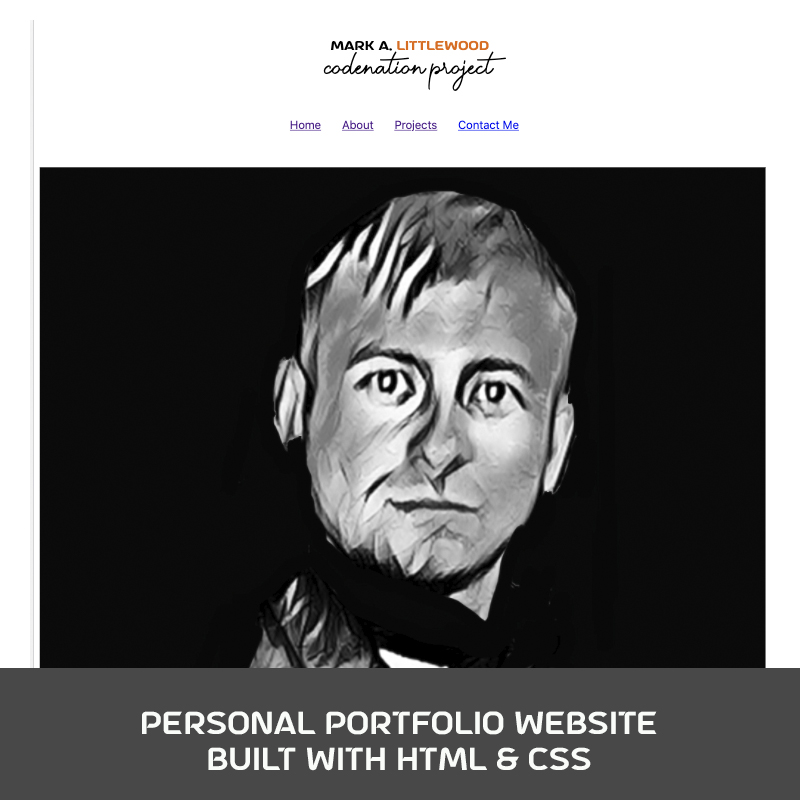 MARK A. LITTLEWOOD
codenation project
Home About Projects Contact Me
PERSONAL PORTFOLIO WEBSITE
BUILT WITH HTML & CSS